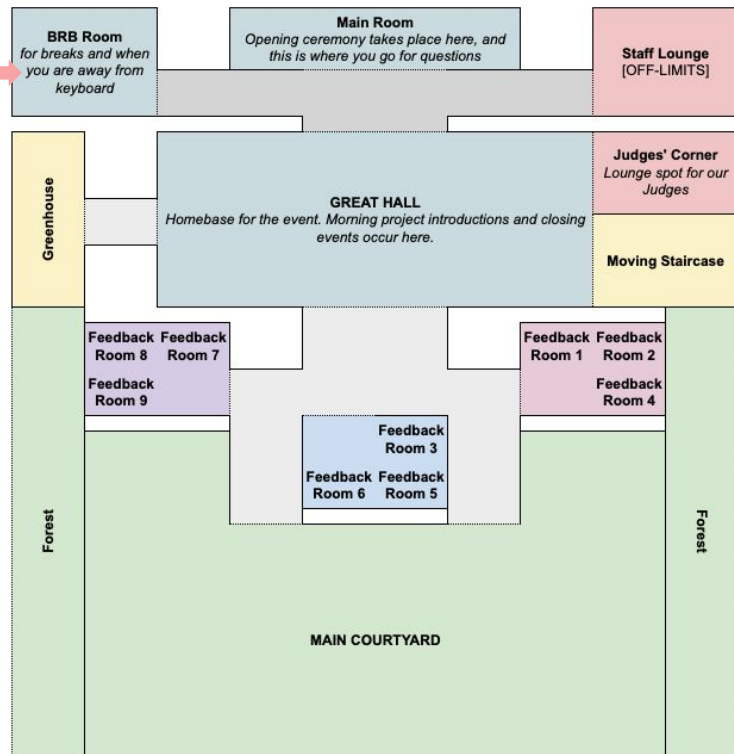 BRB Room
for breaks and when
you are away from
keyboard
Main Room
Opening ceremony takes place here, and
this is where you go for questions
Staff Lounge
[OFF-LIMITS]
Greenhouse
GREAT HALL
Homebase for the event. Morning project introductions and closing
events occur here.
Judges' Corner
Lounge spot for our
Judges
Moving Staircase
Feedback
Room 8
Feedback
Room 7
Feedback
Room 9
Feedback
Room 1
Feedback
Room 2
Feedback
Room 4
Feedback
Room 3
Feedback
Room 6
Feedback
Room 5
Forest
Forest
MAIN COURTYARD